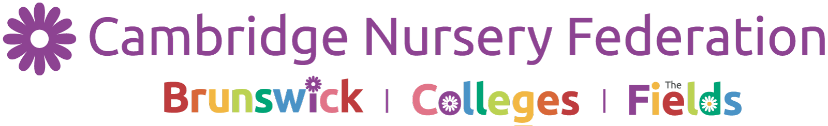 Cambridge Nursery Federation
Brunswick | Colleges | The Fields